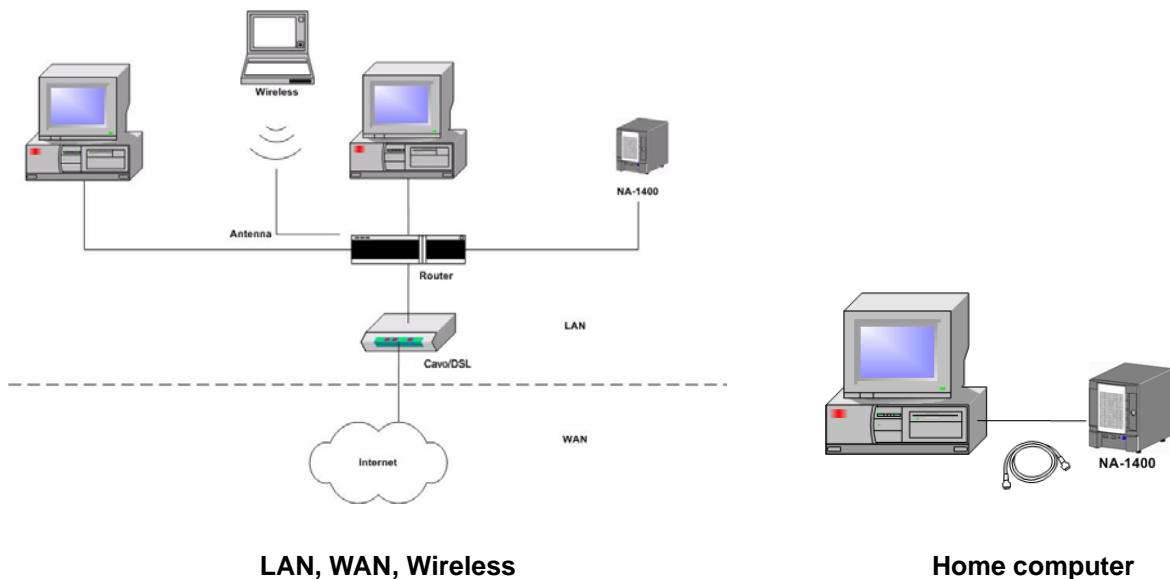 Wireless
NA-1400
Antenna
Router
LAN
Cavo/DSL
WAN
Internet
NA-1400
LAN, WAN, Wireless
Home computer